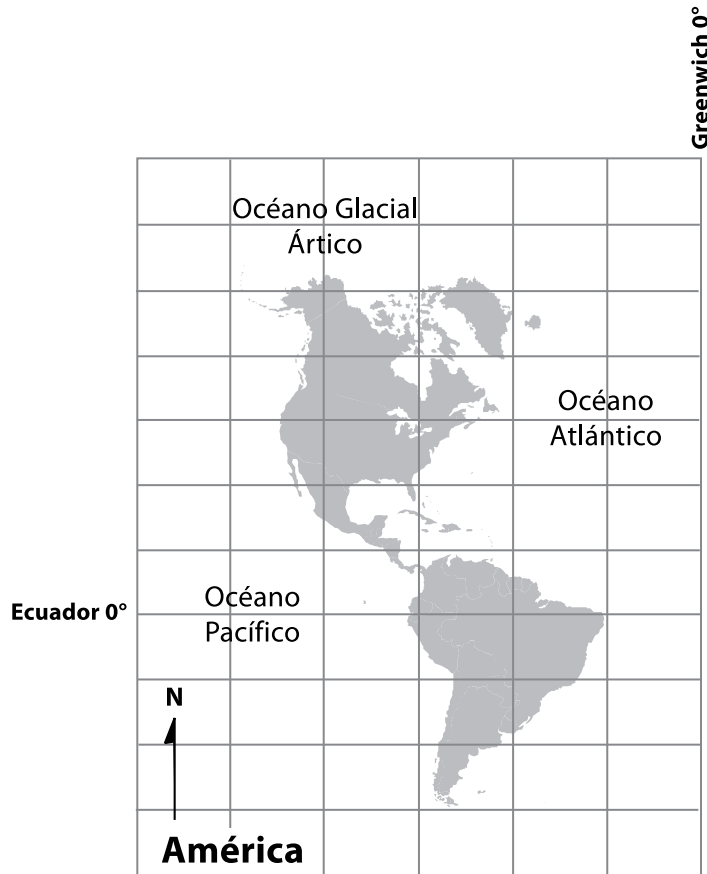 Greenwich 0°
Océano Glacial
Ártico
Océano
Atlántico
Océano
Pacífico
Ecuador 0°
N
América